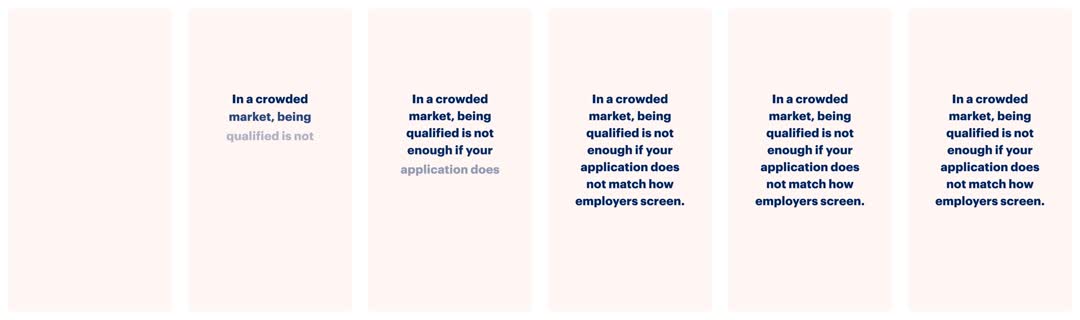 In a crowded
market, being
qualified is not
In a crowded
market, being
qualified is not
enough if your
application does
In a crowded
market, being
qualified is not
enough if your
application does
not match how
employers screen.
In a crowded
market, being
qualified is not
enough if your
application does
not match how
employers screen.
In a crowded
market, being
qualified is not
enough if your
application does
not match how
employers screen.